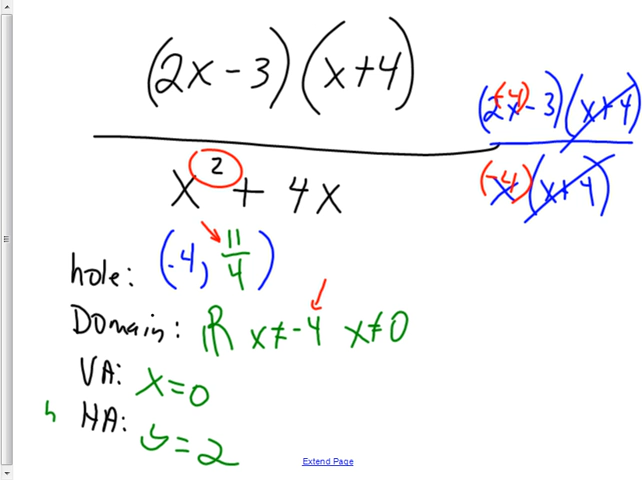 (2x - 3)(x+4)
x² + 4x
(2x - 3)(x+4)
(-4)
x(x+4)
(-4)
hole: (-4, 11/4)
Domain: ℝ x≠-4 x≠0
VA: x=0
HA: y=2
Extend Page